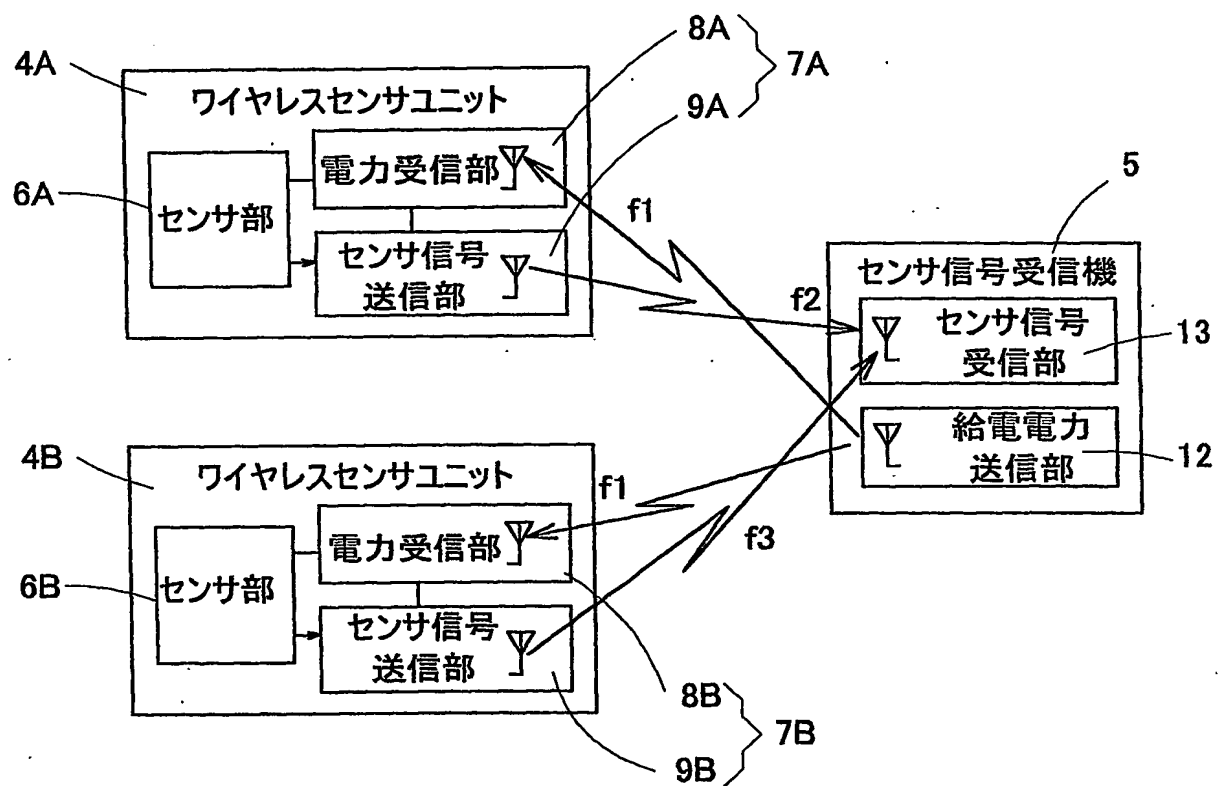 8A
7A
9A
4A
ワイヤレスセンサユニット
電力受信部
6A
センサ部
センサ信号
送信部
f1
f2
5
センサ信号受信機
センサ信号
受信部
13
給電電力
送信部
12
4B
ワイヤレスセンサユニット
電力受信部
6B
センサ部
センサ信号
送信部
f1
f3
8B
7B
9B